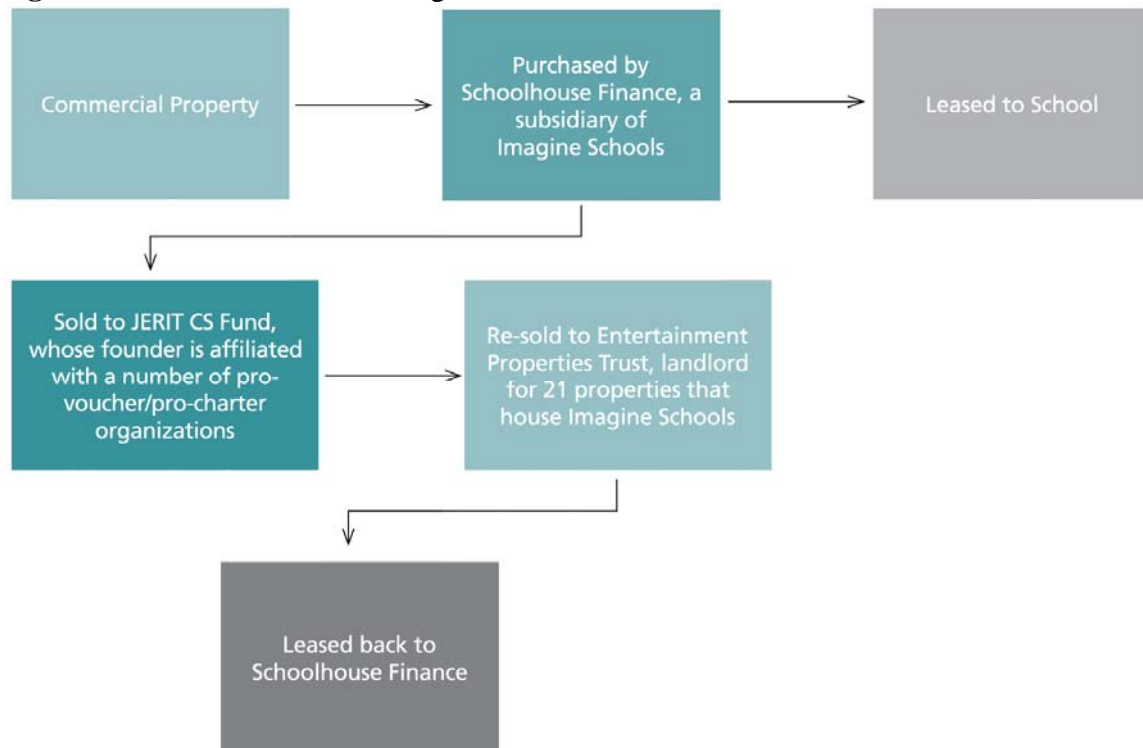 Commercial Property
Purchased by
Schoolhouse Finance, a
subsidiary of
Imagine Schools
Leased to School
Sold to JERIT CS Fund,
whose founder is affiliated
with a number of pro-
voucher/pro-charter
organizations
Re-sold to Entertainment
Properties Trust, landlord
for 21 properties that
house Imagine Schools
Leased back to
Schoolhouse Finance